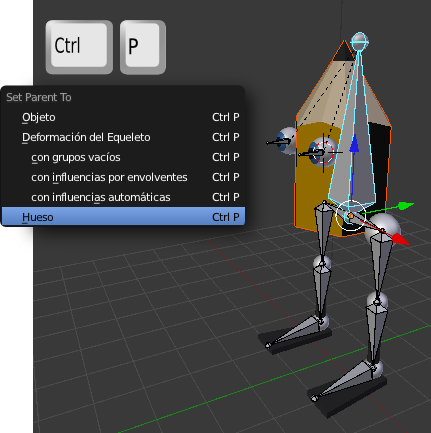 Ctrl P
Set Parent To
Objeto Ctrl P
Deformación del Equeleto Ctrl P
con grupos vacíos Ctrl P
con influencias por envolventes Ctrl P
con influencias automáticas Ctrl P
Hueso Ctrl P